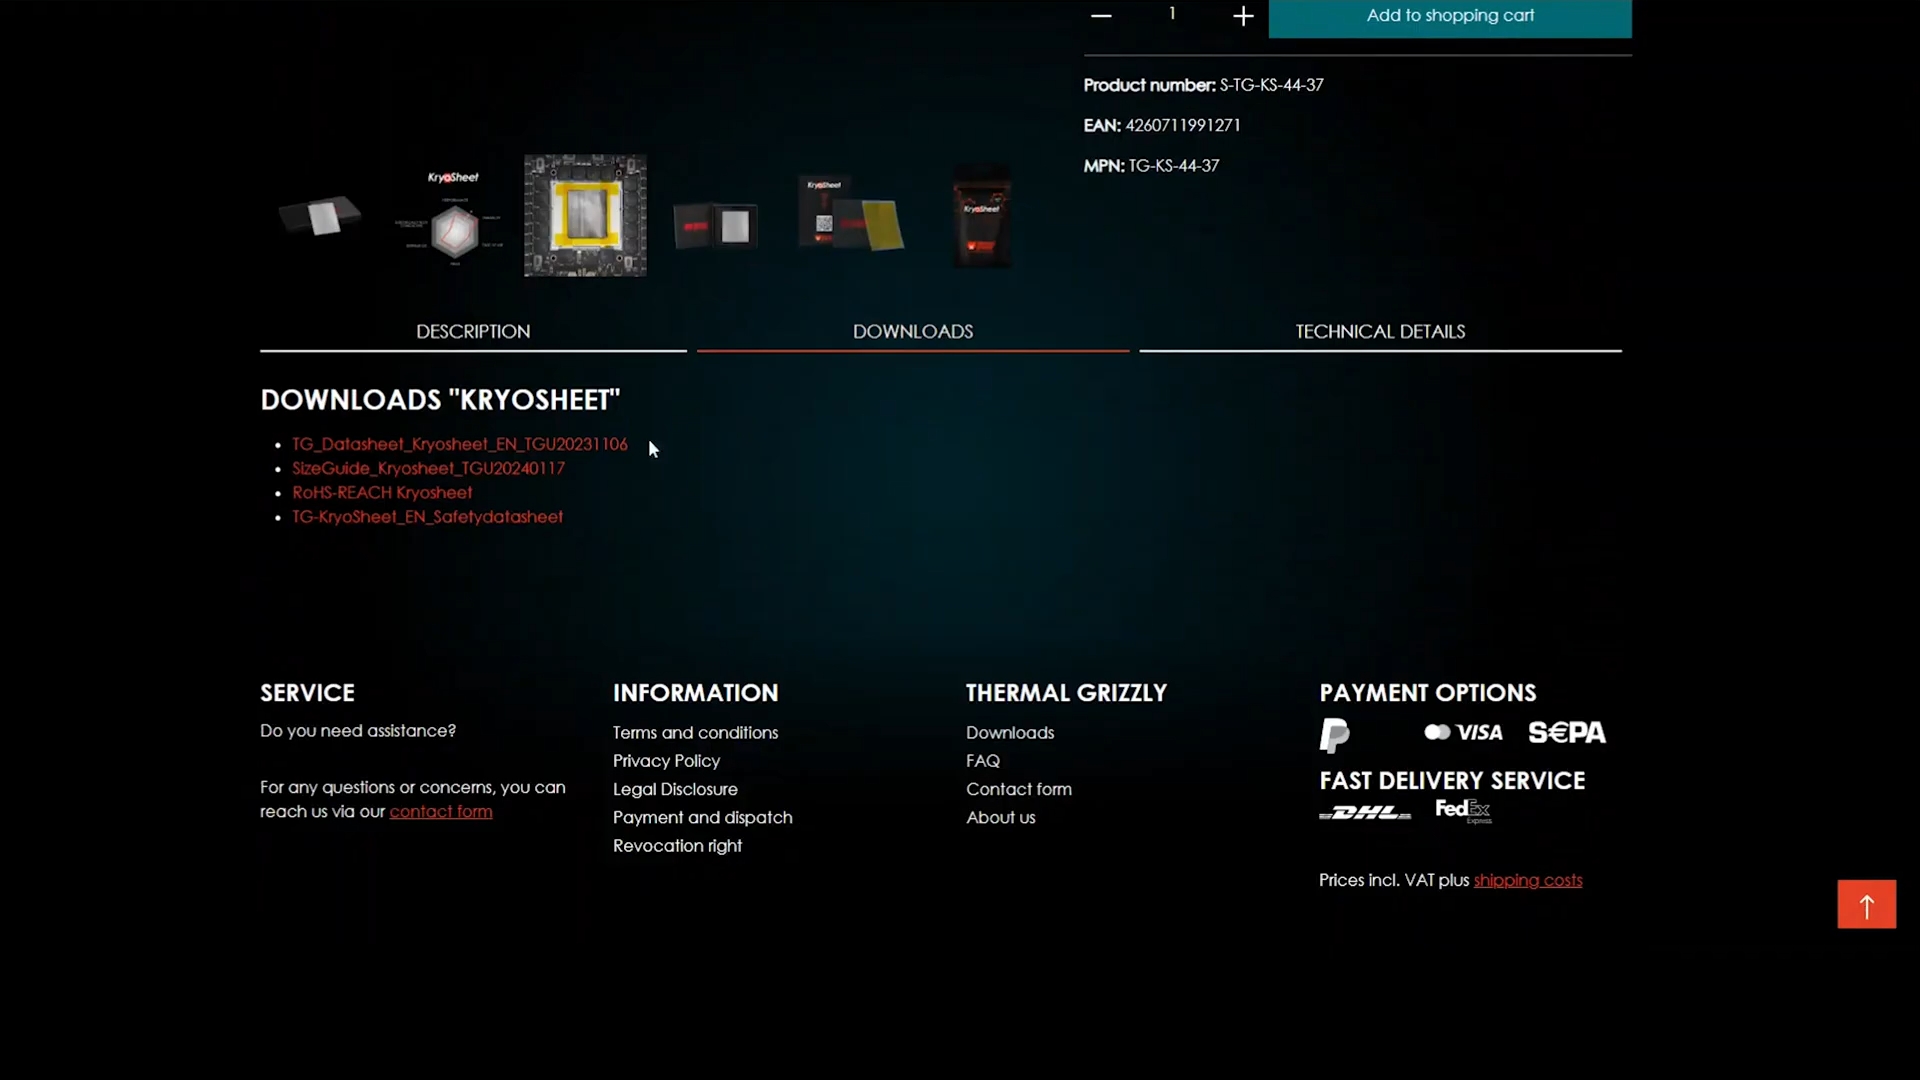 1
Add to shopping cart
Product number: S-TG-KS-44-37
EAN: 4260711991271
MPN: TG-KS-44-37
KryoSheet
KryoSheet
KryoSheet
DESCRIPTION
DOWNLOADS
TECHNICAL DETAILS
DOWNLOADS "KRYOSHEET"
TG_Datasheet_Kryosheet_EN_TGU20231106
SizeGuide_Kryosheet_TGU20240117
RoHS-REACH Kryosheet
TG-KryoSheet_EN_Safetydatasheet
SERVICE
Do you need assistance?
For any questions or concerns, you can
reach us via our contact form
INFORMATION
Terms and conditions
Privacy Policy
Legal Disclosure
Payment and dispatch
Revocation right
THERMAL GRIZZLY
Downloads
FAQ
Contact form
About us
PAYMENT OPTIONS
VISA
S€PA
FAST DELIVERY SERVICE
DHL
FedEx
Express
Prices incl. VAT plus shipping costs